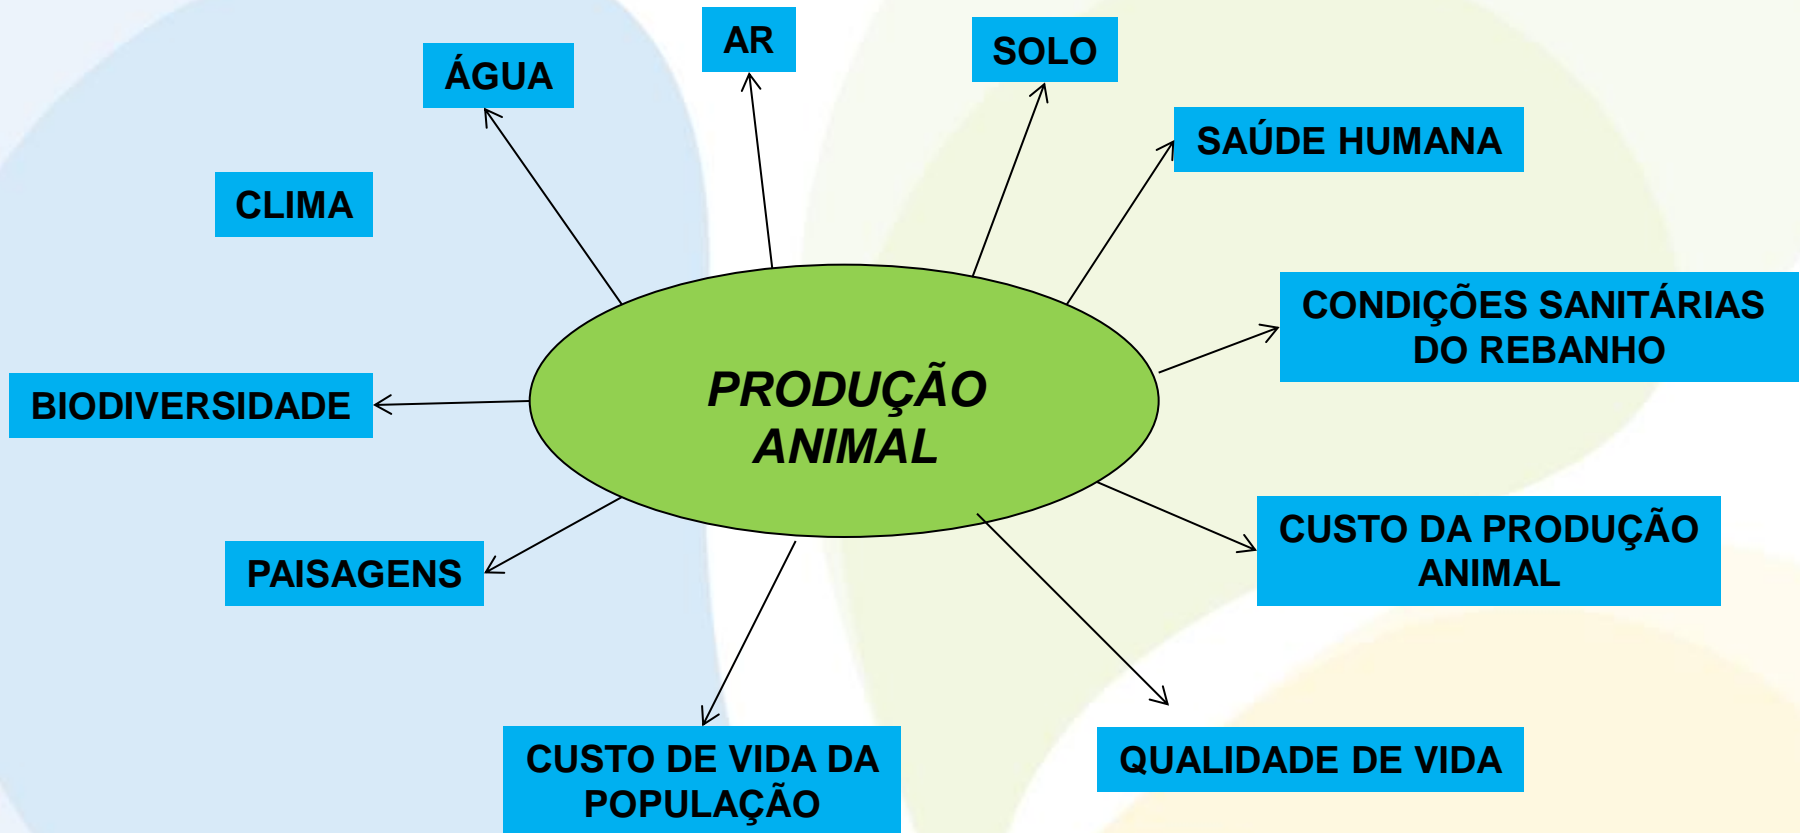 AR
SOLO
ÁGUA
SAÚDE HUMANA
CLIMA
CONDIÇÕES SANITÁRIAS
DO REBANHO
PRODUÇÃO
ANIMAL
BIODIVERSIDADE
CUSTO DA PRODUÇÃO
ANIMAL
PAISAGENS
CUSTO DE VIDA DA
POPULAÇÃO
QUALIDADE DE VIDA